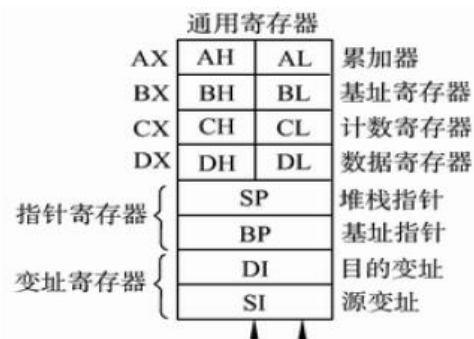 通用寄存器
AX AH AL 累加器
BX BH BL 基址寄存器
CX CH CL 计数寄存器
DX DH DL 数据寄存器
指针寄存器
SP 堆栈指针
BP 基址指针
变址寄存器
DI 目的变址
SI 源变址